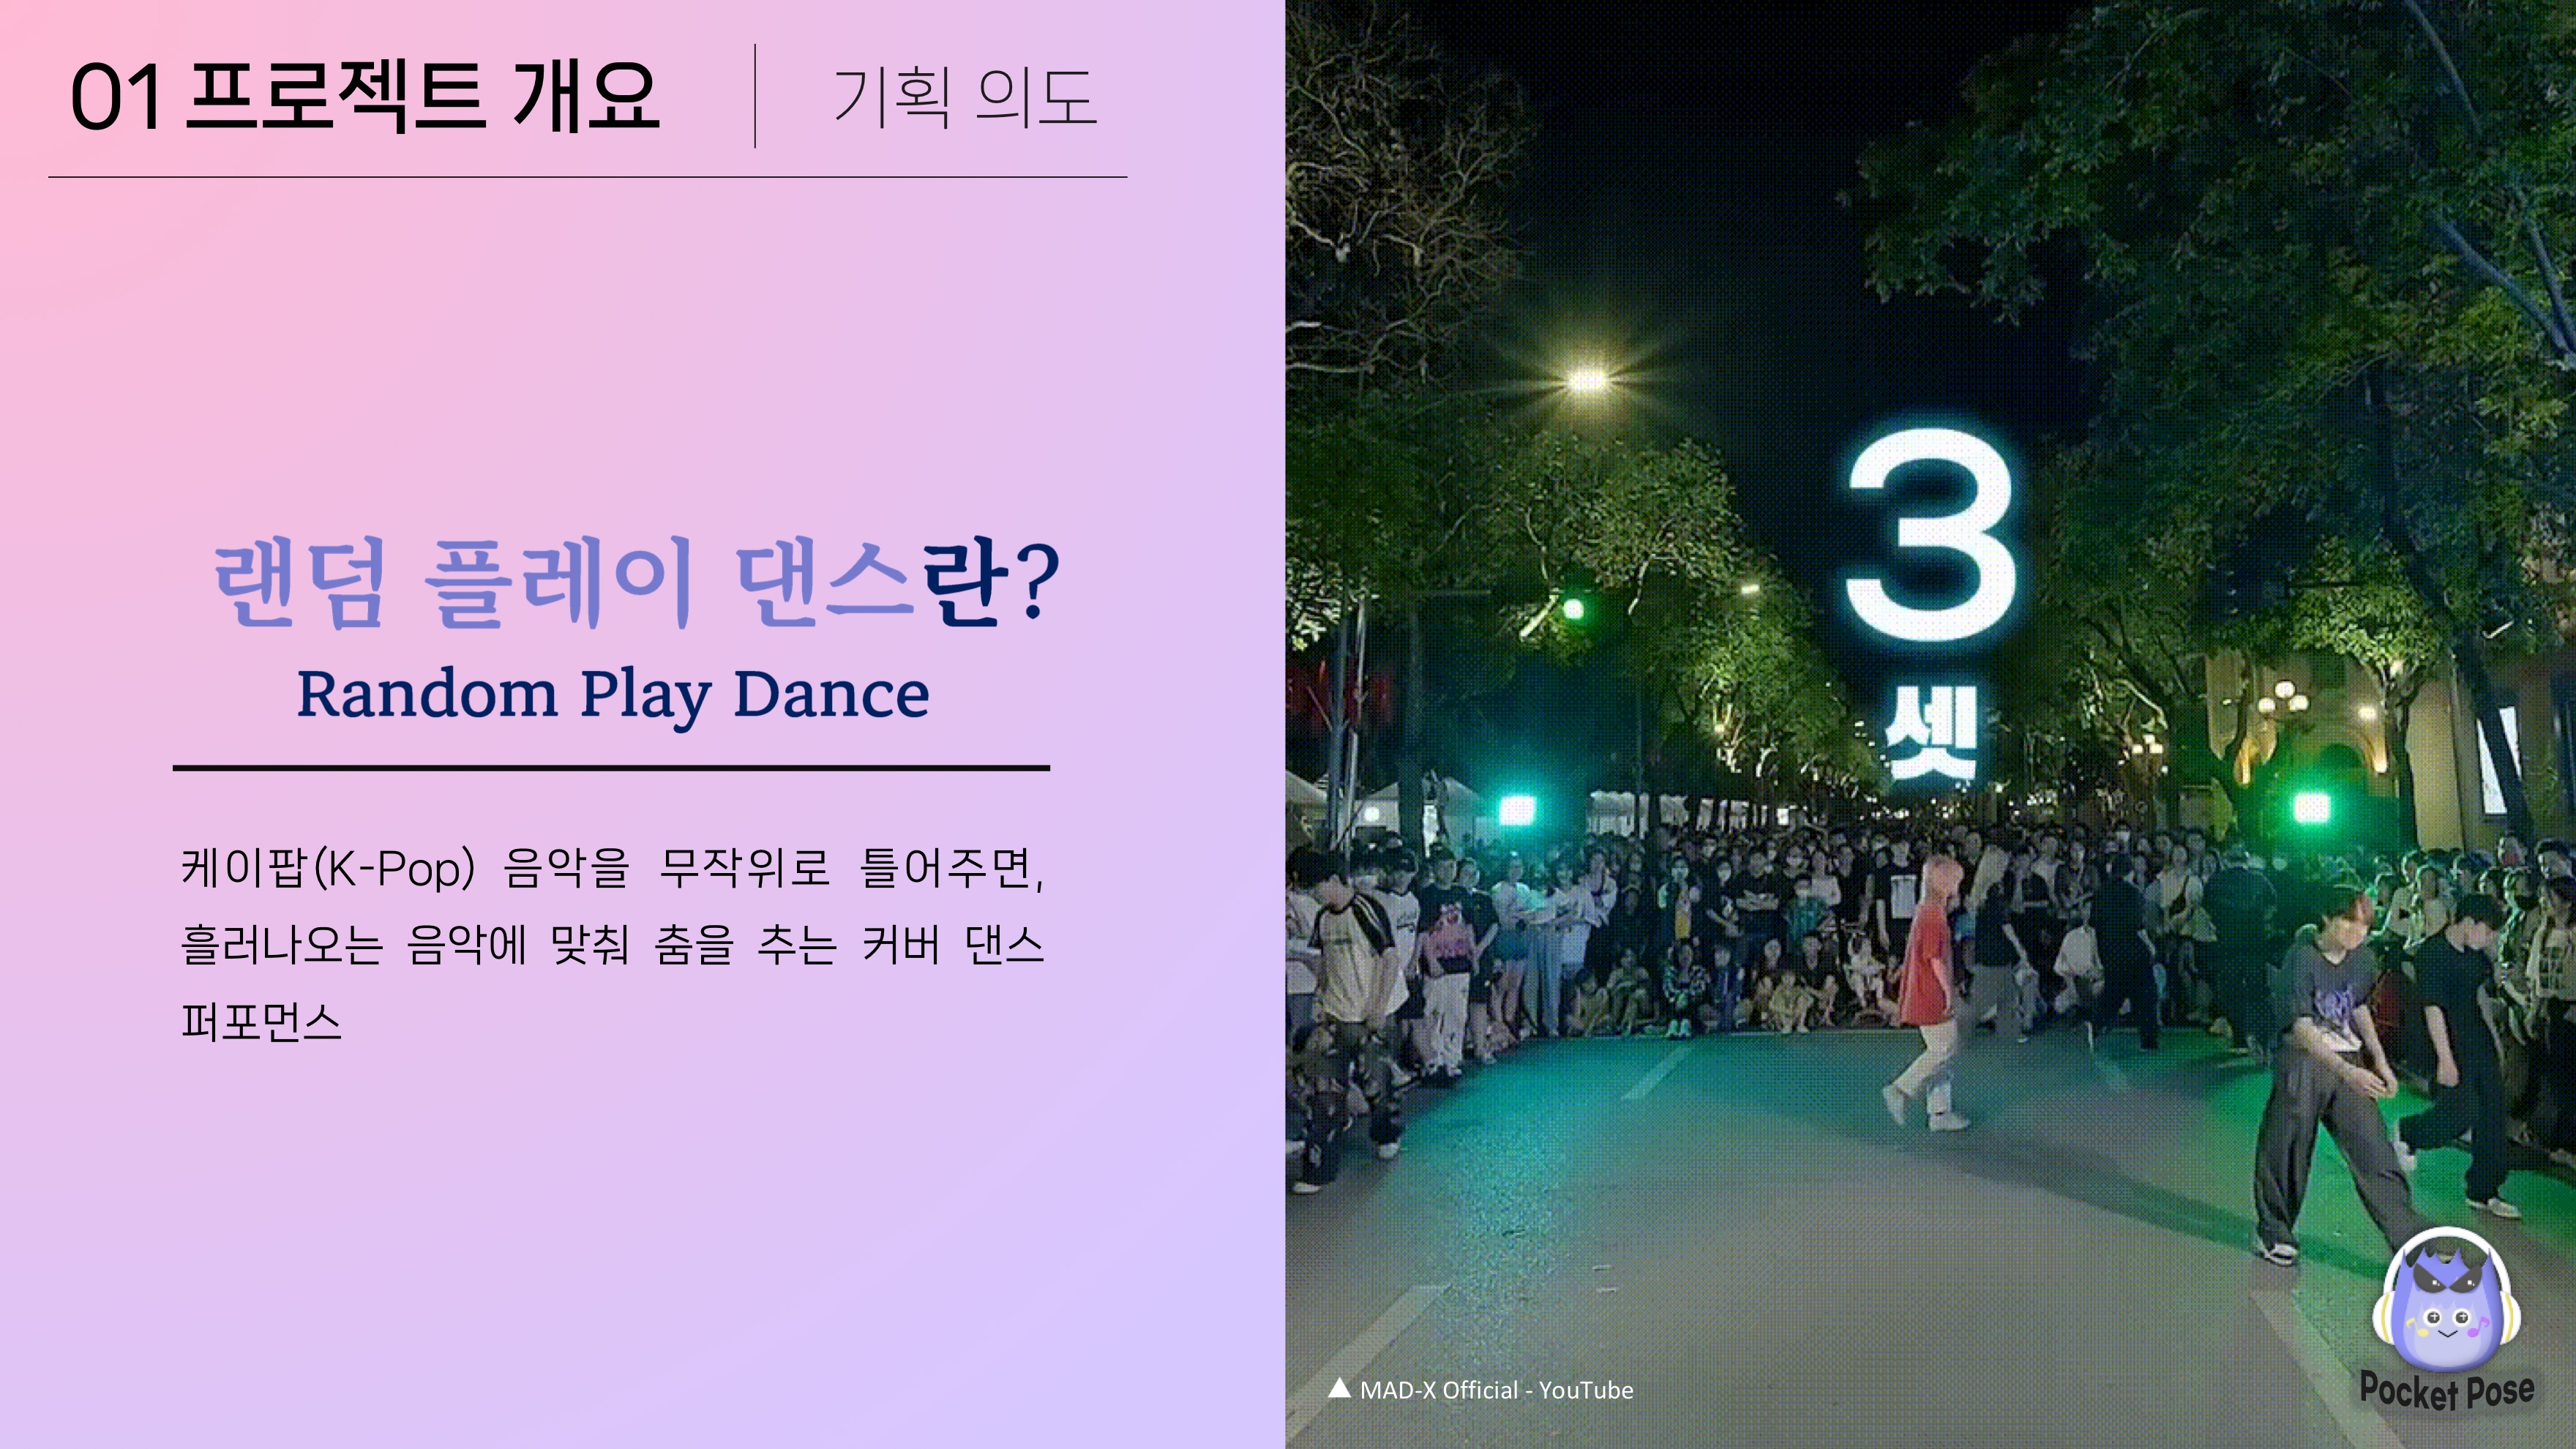 01 프로젝트 개요
기획 의도
랜덤 플레이 댄스란?
Random Play Dance
케이팝(K-Pop) 음악을 무작위로 틀어주면,
흘러나오는 음악에 맞춰 춤을 추는 커버 댄스
퍼포먼스
3
셋
▲ MAD-X Official - YouTube
Pocket Pose